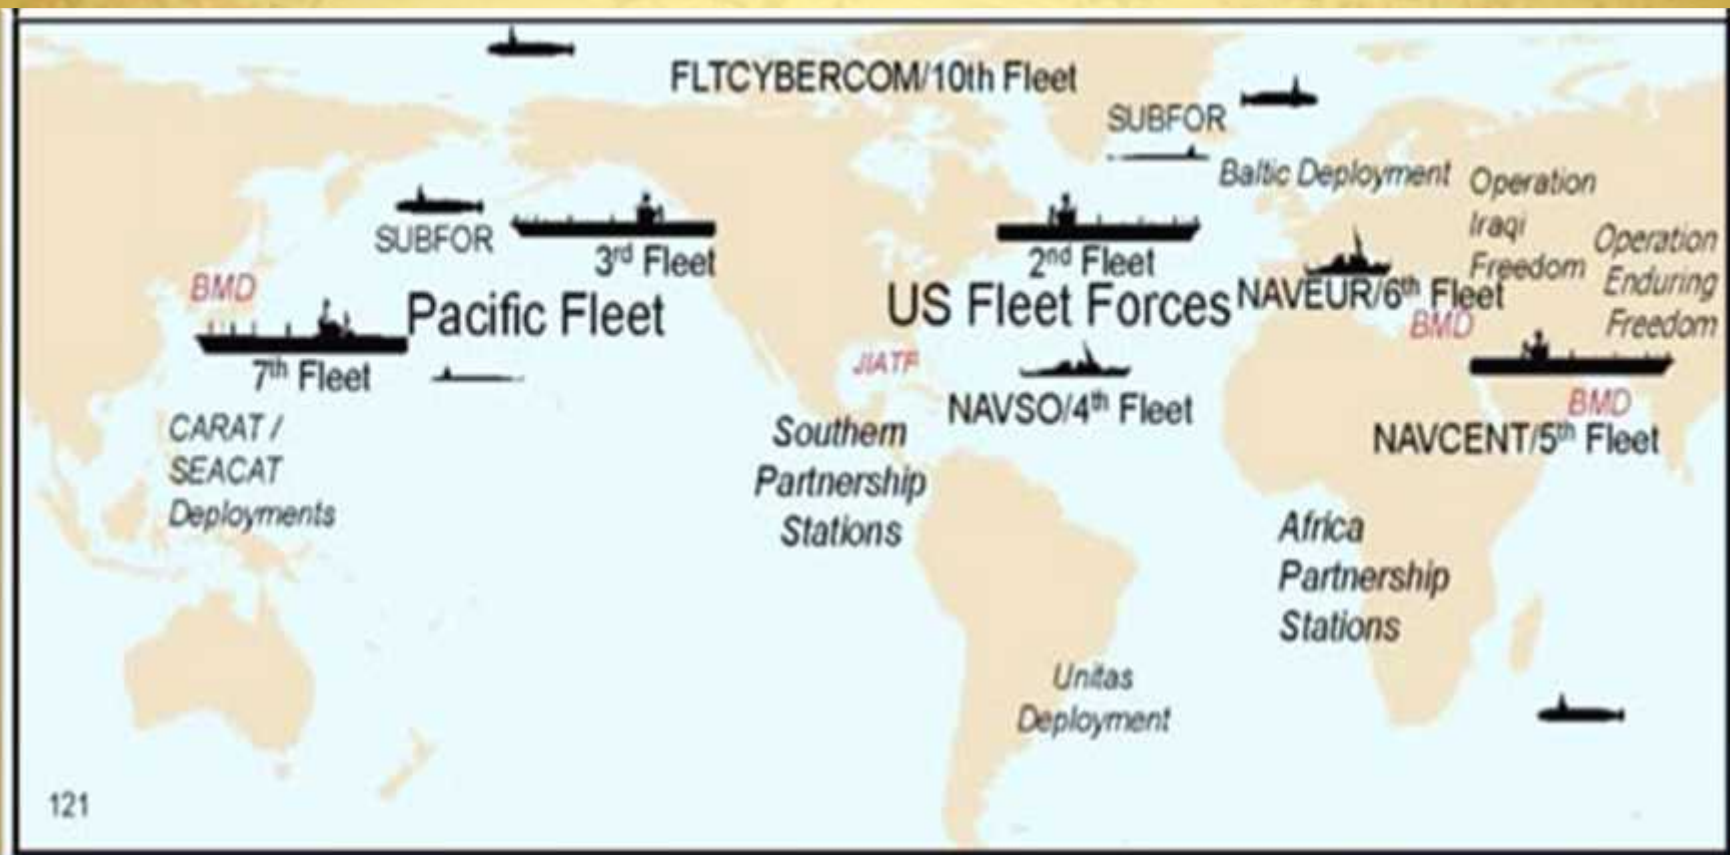 FLTCYBERCOM/10th Fleet
SUBFOR
Baltic Deployment
Operation
Iraqi
Freedom
Operation
Enduring
Freedom
SUBFOR
3rd Fleet
2nd Fleet
BMD
Pacific Fleet
US Fleet Forces
NAVEUR/6th Fleet
BMD
7th Fleet
JIATF
NAVSO/4th Fleet
BMD
NAVCENT/5th Fleet
CARAT /
SEACAT
Deployments
Southern
Partnership
Stations
Africa
Partnership
Stations
Unitas
Deployment
121